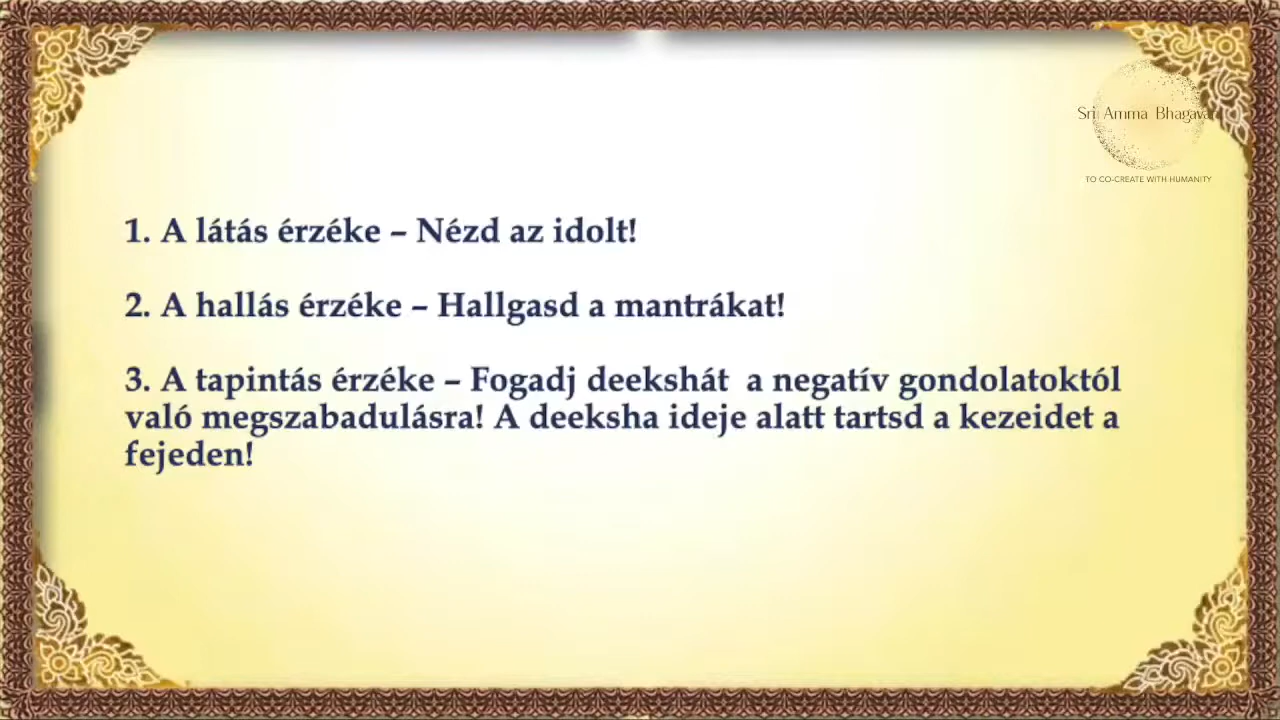 Sri Amma Bhagavan
TO CO-CREATE WITH HUMANITY
1. A látás érzéke – Nézd az idolt!
2. A hallás érzéke – Hallgasd a mantrákat!
3. A tapintás érzéke – Fogadj deekshát a negatív gondolatoktól
való megszabadulásra! A deeksha ideje alatt tartsd a kezeidet a
fejeden!